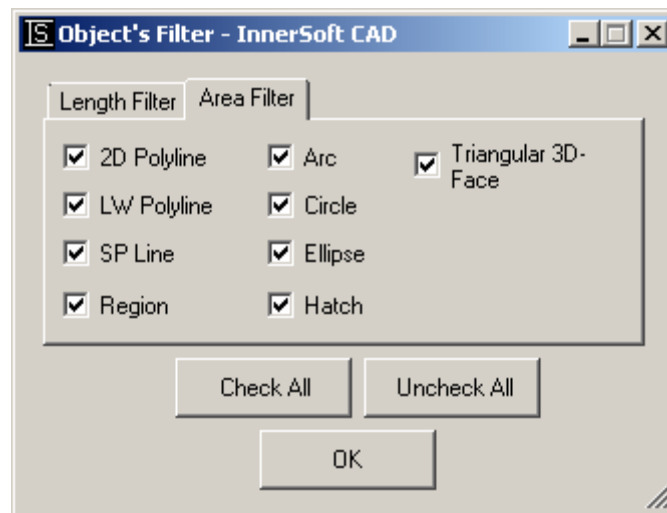 IS Object's Filter - InnerSoft CAD
Length Filter Area Filter
2D Polyline Arc Triangular 3D-
Face
LW Polyline Circle
SP Line Ellipse
Region Hatch
Check All Uncheck All
OK